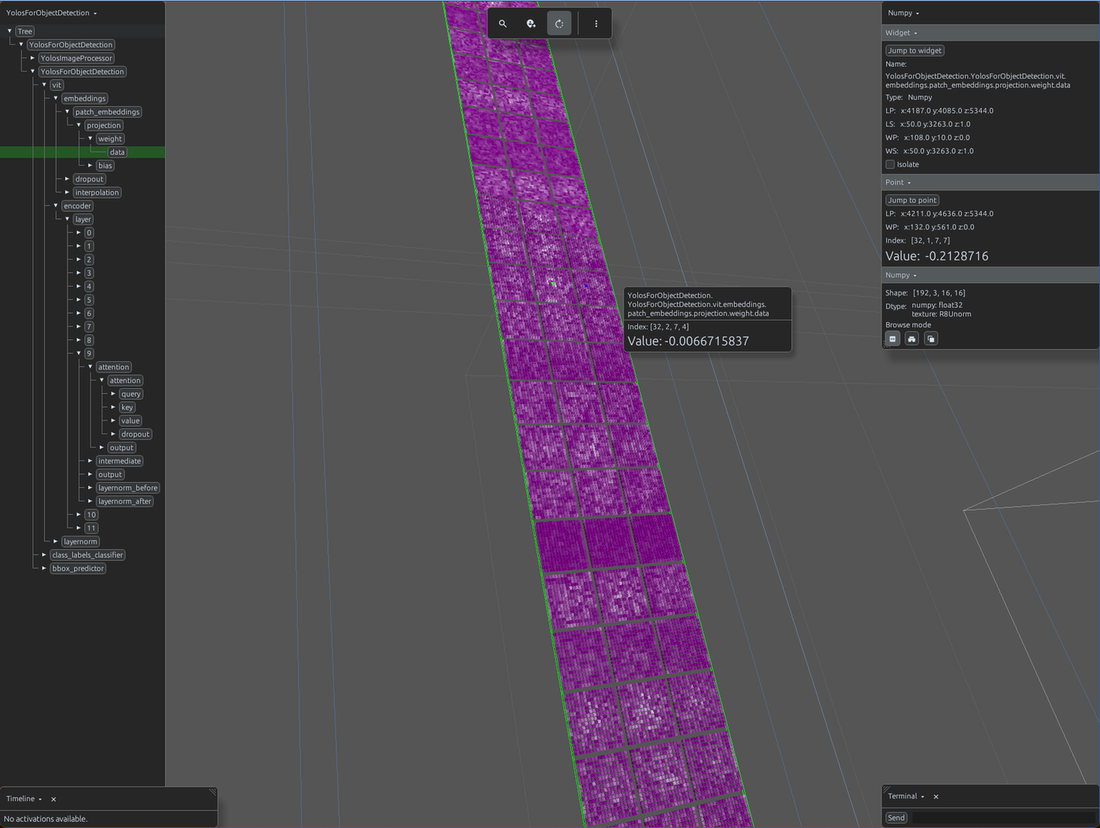 YolosForObjectDetection
Tree
YolosForObjectDetection
YolosImageProcessor
YolosForObjectDetection
vit
embeddings
patch_embeddings
projection
weight
data
bias
dropout
interpolation
encoder
layer
0
1
2
3
4
5
6
7
8
9
attention
attention
query
key
value
dropout
output
intermediate
output
layernorm_before
layernorm_after
10
11
layernorm
class_labels_classifier
bbox_predictor
Timeline
No activations available.
YolosForObjectDetection.
YolosForObjectDetection.vit.embeddings.
patch_embeddings.projection.weight.data
Index: [32, 2, 7, 4]
Value: -0.0066715837
Numpy
Widget
Jump to widget
Name:
YolosForObjectDetection.YolosForObjectDetection.vit.
embeddings.patch_embeddings.projection.weight.data
Type: Numpy
LP: x:4187.0 y:4085.0 z:5344.0
LS: x:50.0 y:3263.0 z:1.0
WP: x:108.0 y:10.0 z:0.0
WS: x:50.0 y:3263.0 z:1.0
Isolate
Point
Jump to point
LP: x:4211.0 y:4636.0 z:5344.0
WP: x:132.0 y:561.0 z:0.0
Index: [32, 1, 7, 7]
Value: -0.2128716
Numpy
Shape: [192, 3, 16, 16]
Dtype: numpy: float32
texture: R8Unorm
Browse mode
Terminal
Send